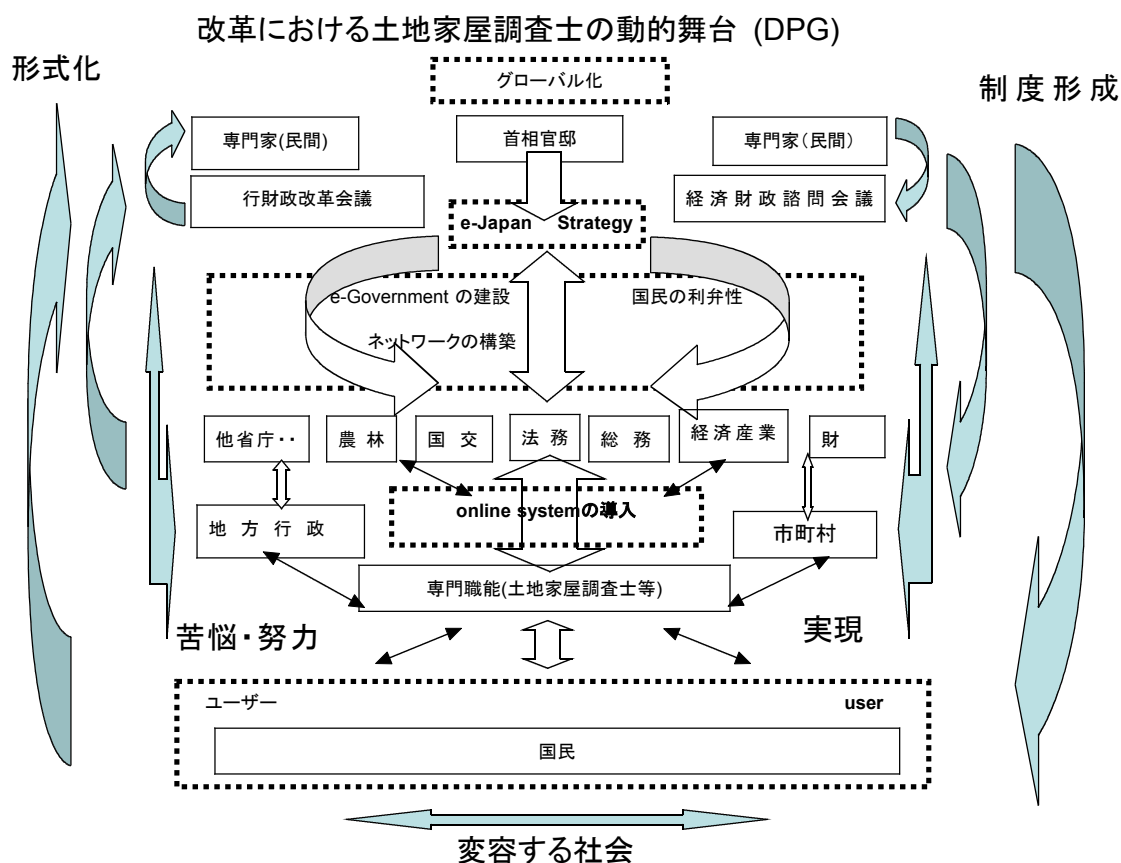 改革における土地家屋調査士の動的舞台 (DPG)
形式化
グローバル化
制度形成
専門家(民間)
首相官邸
専門家（民間）
行財政改革会議
経済財政諮問会議
e-Japan Strategy
e-Government の建設
国民の利弁性
ネットワークの構築
他省庁・・
農林
国交
法務
総務
経済産業
財
online systemの導入
地方行政
市町村
専門職能(土地家屋調査士等)
苦悩・努力
実現
ユーザー
user
国民
変容する社会